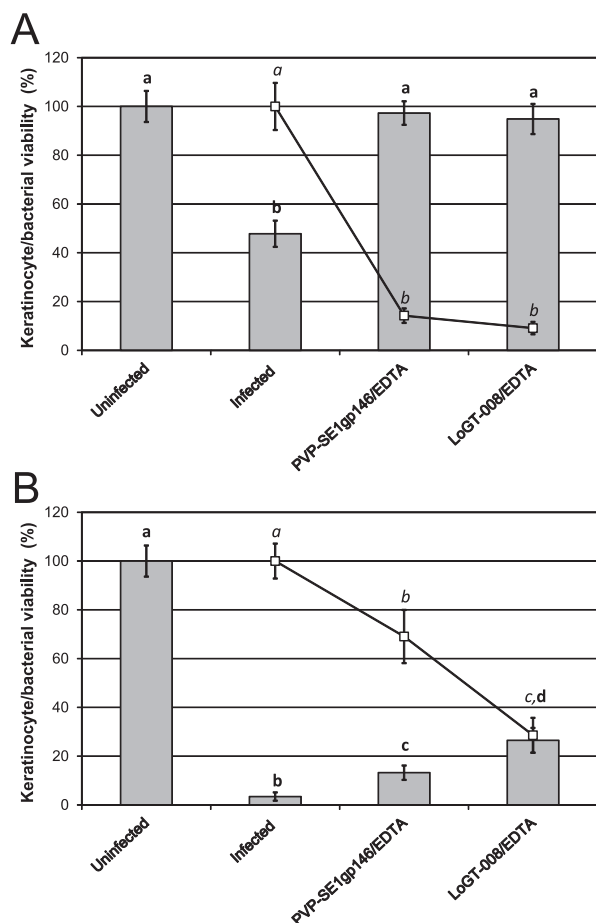 A
Keratinocyte/bacterial viability (%)
120
100
80
60
40
20
0
a
a
b
a
b
a
b
Uninfected
Infected
PVP-SE1gp146/EDTA
LoGT-008/EDTA
B
Keratinocyte/bacterial viability (%)
120
100
80
60
40
20
0
a
a
b
b
c
c,d
Uninfected
Infected
PVP-SE1gp146/EDTA
LoGT-008/EDTA